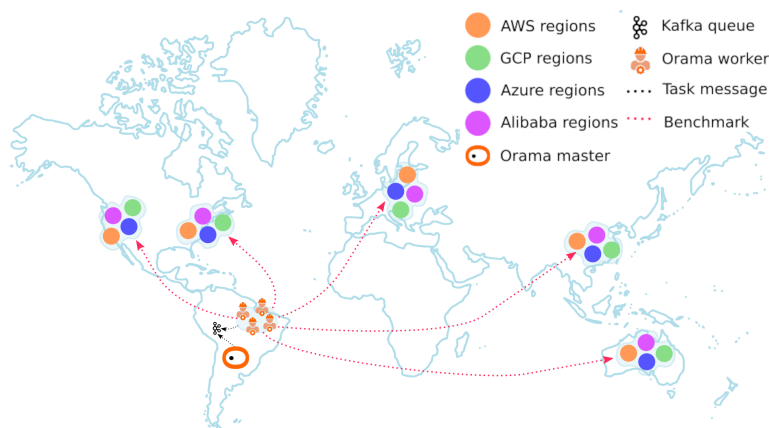 AWS regions
GCP regions
Azure regions
Alibaba regions
Orama master
Kafka queue
Orama worker
Task message
Benchmark